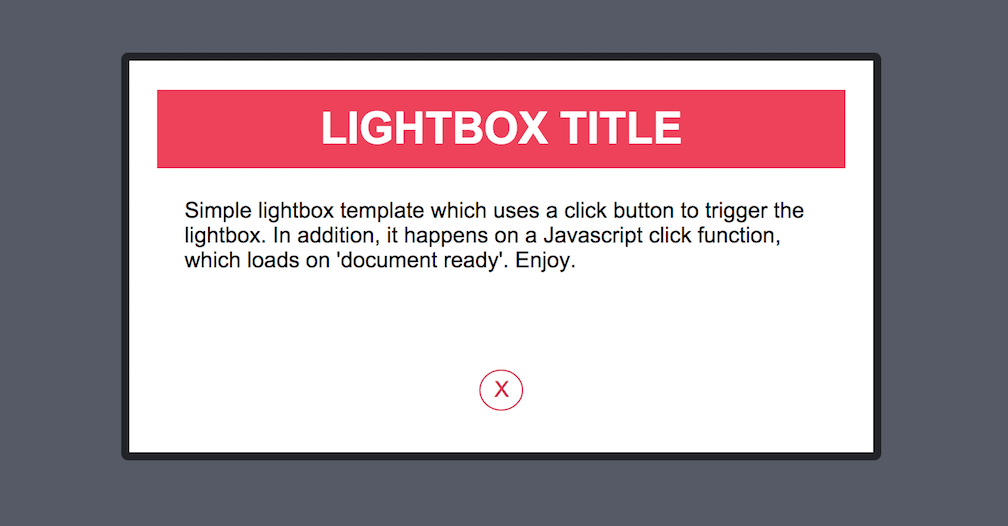 LIGHTBOX TITLE
Simple lightbox template which uses a click button to trigger the
lightbox. In addition, it happens on a Javascript click function,
which loads on 'document ready'. Enjoy.
X